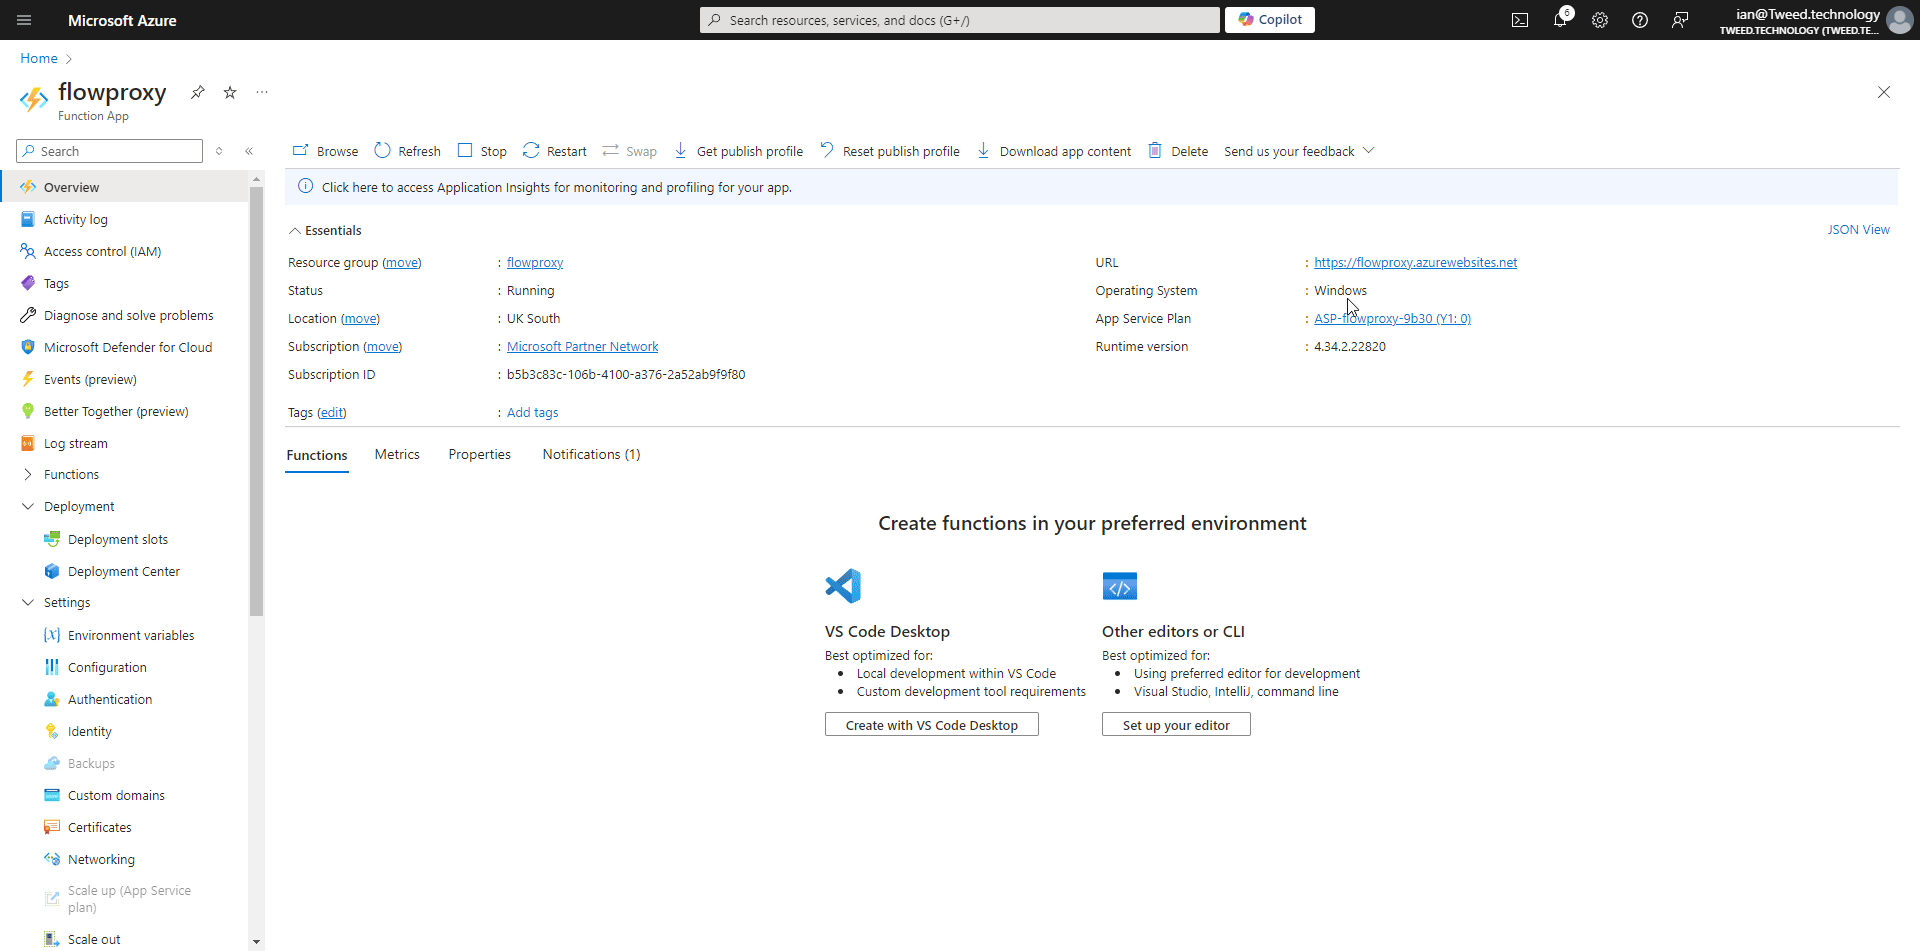 Microsoft Azure
Search resources, services, and docs (G+/)
Copilot
6
ian@Tweed.technology
TWEED.TECHNOLOGY (TWEED.TE...
Home
flowproxy
Function App
Search
Browse
Refresh
Stop
Restart
Swap
Get publish profile
Reset publish profile
Download app content
Delete
Send us your feedback
Click here to access Application Insights for monitoring and profiling for your app.
Overview
Activity log
Access control (IAM)
Tags
Diagnose and solve problems
Microsoft Defender for Cloud
Events (preview)
Better Together (preview)
Log stream
Functions
Deployment
Deployment slots
Deployment Center
Settings
Environment variables
Configuration
Authentication
Identity
Backups
Custom domains
Certificates
Networking
Scale up (App Service
plan)
Scale out
Essentials
JSON View
Resource group (move) : flowproxy
Status : Running
Location (move) : UK South
Subscription (move) : Microsoft Partner Network
Subscription ID : b5b3c83c-106b-4100-a376-2a52ab9f9f80
Tags (edit) : Add tags
URL : https://flowproxy.azurewebsites.net
Operating System : Windows
App Service Plan : ASP-flowproxy-9b30 (Y1: 0)
Runtime version : 4.34.2.22820
Functions
Metrics
Properties
Notifications (1)
Create functions in your preferred environment
VS Code Desktop
Best optimized for:
• Local development within VS Code
• Custom development tool requirements
Create with VS Code Desktop
Other editors or CLI
Best optimized for:
• Using preferred editor for development
• Visual Studio, IntelliJ, command line
Set up your editor